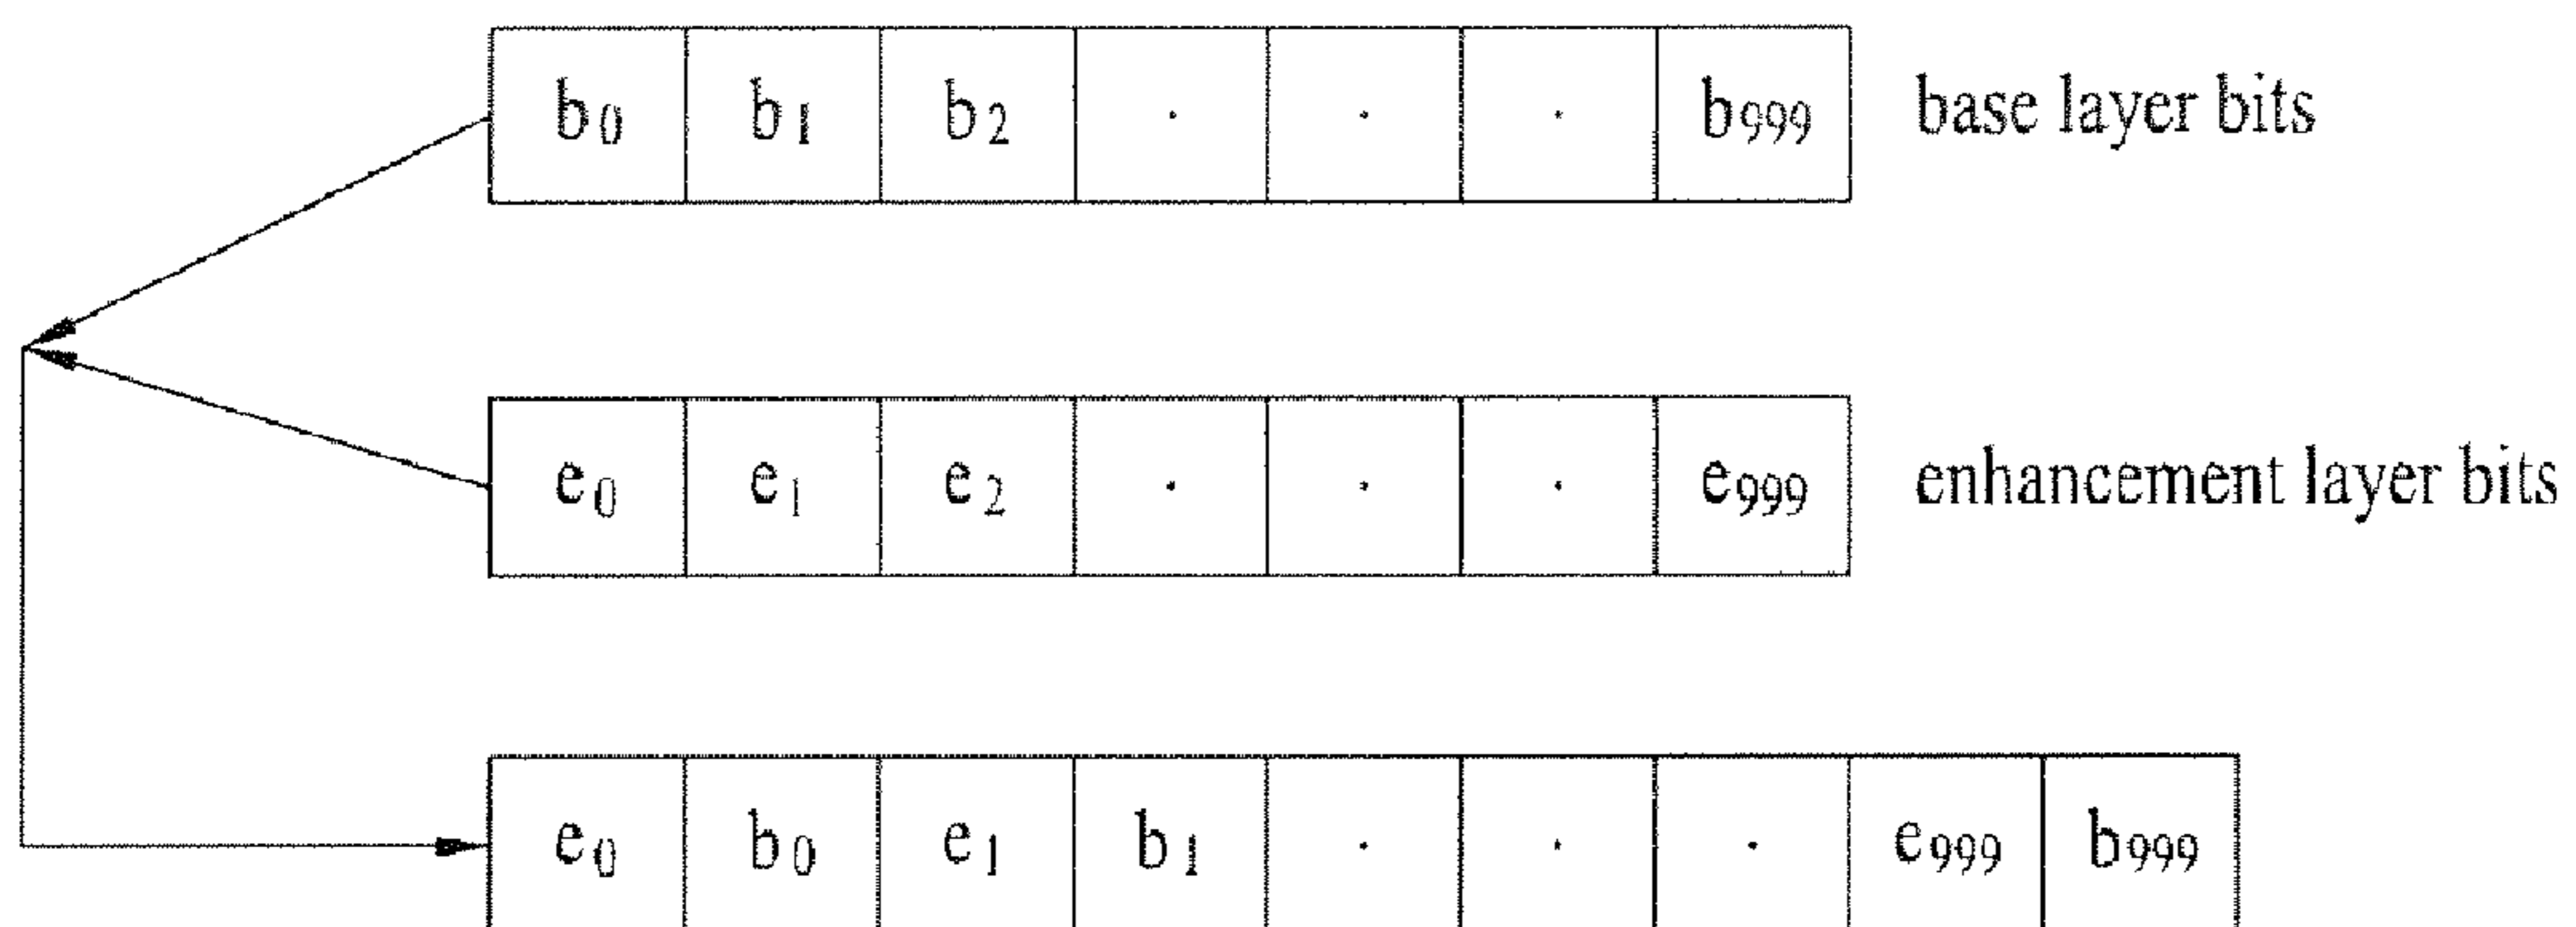 b0 b1 b2 . . . b999 base layer bits
e0 e1 e2 . . . e999 enhancement layer bits
e0 b0 e1 b1 . . . e999 b999